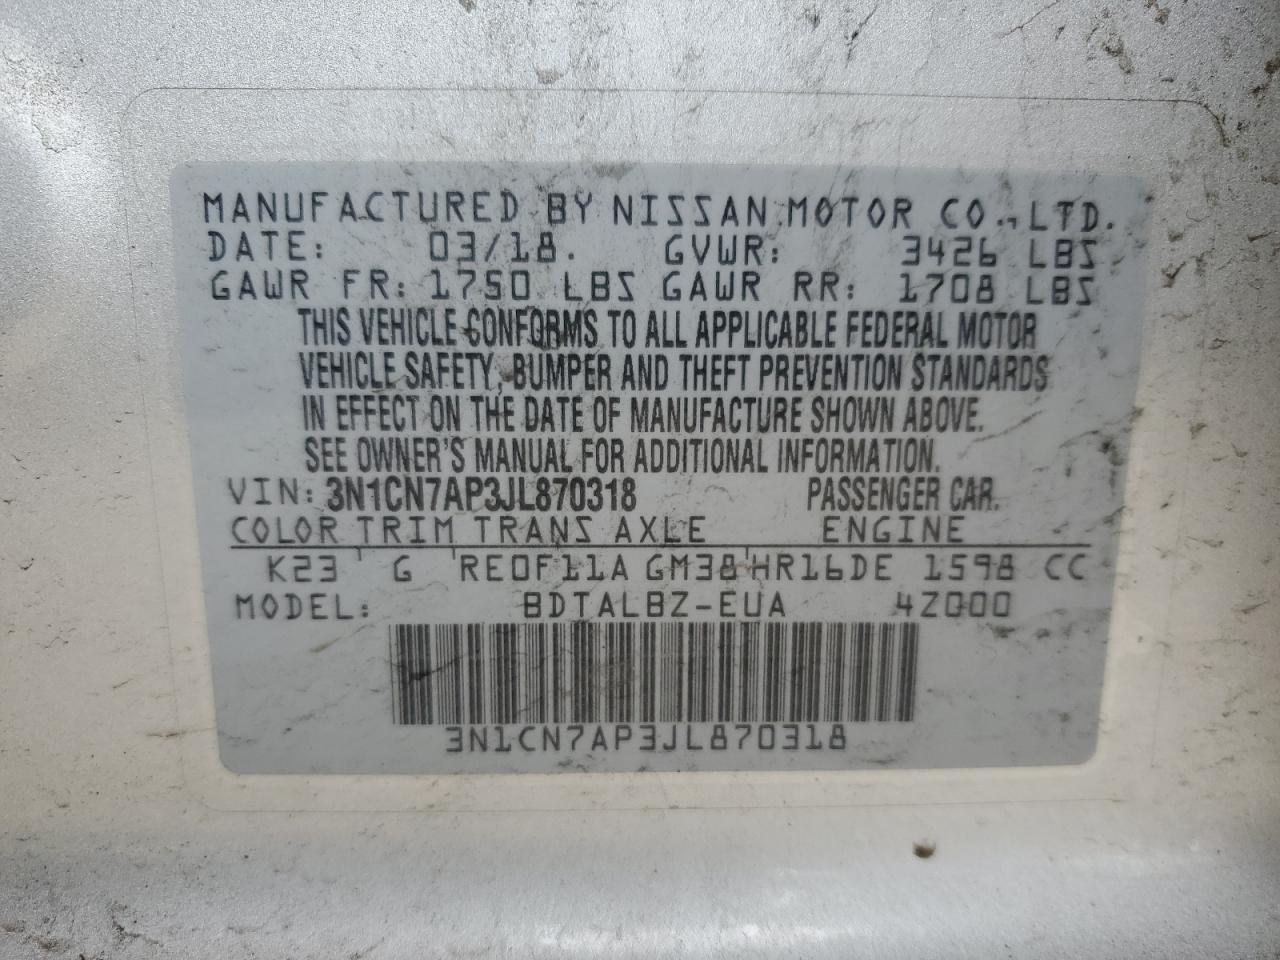 MANUFACTURED BY NISSAN MOTOR CO., LTD.
DATE: 03/18. GVWR: 3426 LBS
GAWR FR: 1750 LBS GAWR RR: 1708 LBS
THIS VEHICLE CONFORMS TO ALL APPLICABLE FEDERAL MOTOR
VEHICLE SAFETY, BUMPER AND THEFT PREVENTION STANDARDS
IN EFFECT ON THE DATE OF MANUFACTURE SHOWN ABOVE.
SEE OWNER'S MANUAL FOR ADDITIONAL INFORMATION.
VIN: 3N1CN7AP3JL870318 PASSENGER CAR.
COLOR TRIM TRANS AXLE ENGINE
K23 ' G 'RE0F11A GM38'HR16DE 1598 CC
MODEL: BDTALBZ-EUA 4Z000
3N1CN7AP3JL870318